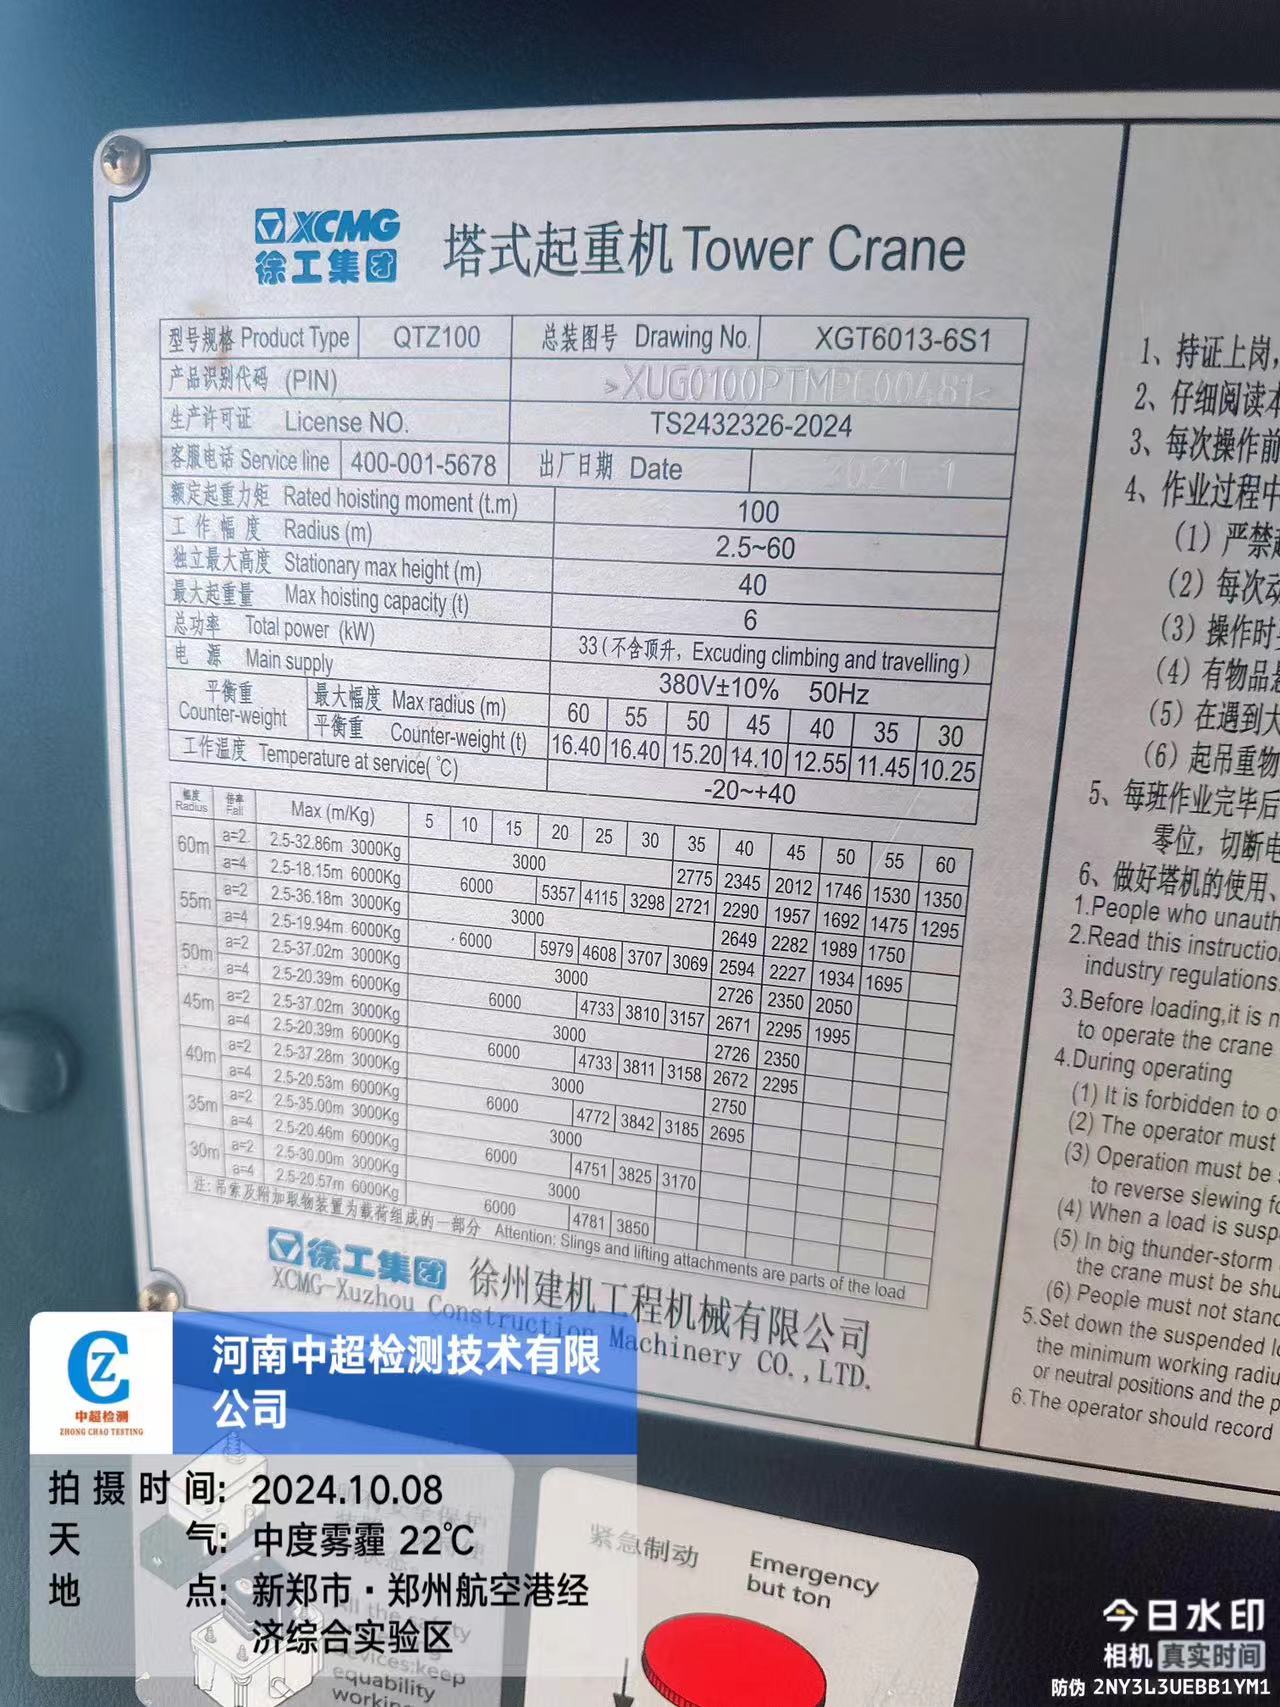 XCMG
徐工集团
塔式起重机 Tower Crane
型号规格 Product Type QTZ100 总装图号 Drawing No. XGT6013-6S1
产品识别代码 (PIN)
生产许可证 License NO. TS2432326-2024
客服电话 Service line 400-001-5678 出厂日期 Date 2021 1
额定起重力矩 Rated hoisting moment (t.m) 100
工作幅度 Radius (m) 2.5~60
独立最大高度 Stationary max height (m) 40
最大起重量 Max hoisting capacity (t) 6
总功率 Total power (kW) 33(不含顶升, Excuding climbing and travelling)
电 源 Main supply 380V±10% 50Hz
平衡重 Counter-weight
最大幅度 Max radius (m) 60 55 50 45 40 35 30
平衡重 Counter-weight (t) 16.40 16.40 15.20 14.10 12.55 11.45 10.25
工作温度 Temperature at service(℃) -20~+40
幅度 Radius 倍率 Fall Max (m/Kg) 5 10 15 20 25 30 35 40 45 50 55 60
60m a=2 2.5-32.86m 3000Kg 3000 2775 2345 2012 1746 1530 1350
a=4 2.5-18.15m 6000Kg 6000 5357 4115 3298 2721 2290 1957 1692 1475 1295
55m a=2 2.5-36.18m 3000Kg 3000 2649 2282 1989 1750
a=4 2.5-19.94m 6000Kg 6000 5979 4608 3707 3069 2594 2227 1934 1695
50m a=2 2.5-37.02m 3000Kg 3000 2726 2350 2050
a=4 2.5-20.39m 6000Kg 6000 4733 3810 3157 2671 2295 1995
45m a=2 2.5-37.02m 3000Kg 3000 2726 2350
a=4 2.5-20.39m 6000Kg 6000 4733 3811 3158 2672 2295
40m a=2 2.5-37.28m 3000Kg 3000 2750
a=4 2.5-20.53m 6000Kg 6000 4772 3842 3185 2695
35m a=2 2.5-35.00m 3000Kg 3000
a=4 2.5-20.46m 6000Kg 6000 4751 3825 3170
30m a=2 2.5-30.00m 3000Kg 3000
a=4 2.5-20.57m 6000Kg 6000 4781 3850
注:吊索及附加取物装置为载荷组成的一部分 Attention: Slings and lifting attachments are parts of the load
徐工集团 徐州建机工程机械有限公司
XCMG-Xuzhou Construction Machinery CO.,LTD.
1、持证上岗,
2、仔细阅读本
3、每次操作前
4、作业过程中
(1) 严禁
(2) 每次
(3) 操作时
(4) 有物品
(5) 在遇到大
(6) 起吊重物
5、每班作业完毕后
零位, 切断电
6、做好塔机的使用、
1.People who unauth
2.Read this instruction
industry regulations.
3.Before loading,it is n
to operate the crane
4.During operating
(1) It is forbidden to o
(2) The operator must
(3) Operation must be
to reverse slewing fo
(4) When a load is susp
(5) In big thunder-storm
the crane must be shu
(6) People must not stand
5.Set down the suspended lo
the minimum working radiu
or neutral positions and the p
6.The operator should record
紧急制动 Emergency
but ton
All the safety
devices:keep
equability
working
中超检测
ZHONG CHAO TESTING
河南中超检测技术有限
公司
拍摄时间: 2024.10.08
天 气: 中度雾霾 22℃
地 点: 新郑市·郑州航空港经
济综合实验区
今日水印
相机 真实时间
防伪 2NY3L3UEBB1YM1